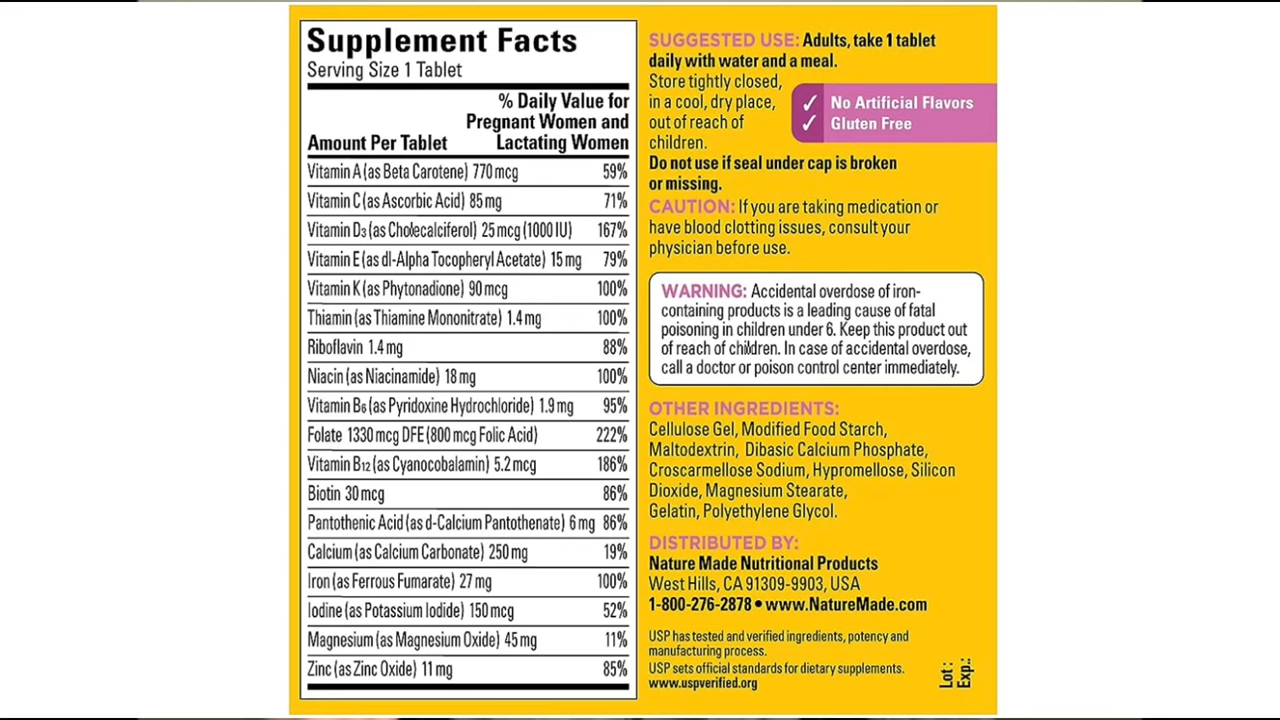 Supplement Facts
Serving Size 1 Tablet
% Daily Value for
Pregnant Women and
Amount Per Tablet Lactating Women
Vitamin A (as Beta Carotene) 770 mcg 59%
Vitamin C (as Ascorbic Acid) 85 mg 71%
Vitamin D3 (as Cholecalciferol) 25 mcg (1000 IU) 167%
Vitamin E (as dl-Alpha Tocopheryl Acetate) 15 mg 79%
Vitamin K (as Phytonadione) 90 mcg 100%
Thiamin (as Thiamine Mononitrate) 1.4 mg 100%
Riboflavin 1.4 mg 88%
Niacin (as Niacinamide) 18 mg 100%
Vitamin B6 (as Pyridoxine Hydrochloride) 1.9 mg 95%
Folate 1330 mcg DFE (800 mcg Folic Acid) 222%
Vitamin B12 (as Cyanocobalamin) 5.2 mcg 186%
Biotin 30 mcg 86%
Pantothenic Acid (as d-Calcium Pantothenate) 6 mg 86%
Calcium (as Calcium Carbonate) 250 mg 19%
Iron (as Ferrous Fumarate) 27 mg 100%
Iodine (as Potassium Iodide) 150 mcg 52%
Magnesium (as Magnesium Oxide) 45 mg 11%
Zinc (as Zinc Oxide) 11 mg 85%
SUGGESTED USE: Adults, take 1 tablet
daily with water and a meal.
Store tightly closed,
in a cool, dry place,
out of reach of
children.
✓ No Artificial Flavors
✓ Gluten Free
Do not use if seal under cap is broken
or missing.
CAUTION: If you are taking medication or
have blood clotting issues, consult your
physician before use.
WARNING: Accidental overdose of iron-
containing products is a leading cause of fatal
poisoning in children under 6. Keep this product out
of reach of children. In case of accidental overdose,
call a doctor or poison control center immediately.
OTHER INGREDIENTS:
Cellulose Gel, Modified Food Starch,
Maltodextrin, Dibasic Calcium Phosphate,
Croscarmellose Sodium, Hypromellose, Silicon
Dioxide, Magnesium Stearate,
Gelatin, Polyethylene Glycol.
DISTRIBUTED BY:
Nature Made Nutritional Products
West Hills, CA 91309-9903, USA
1-800-276-2878 • www.NatureMade.com
USP has tested and verified ingredients, potency and
manufacturing process.
USP sets official standards for dietary supplements.
www.uspverified.org
Lot:
Exp.: